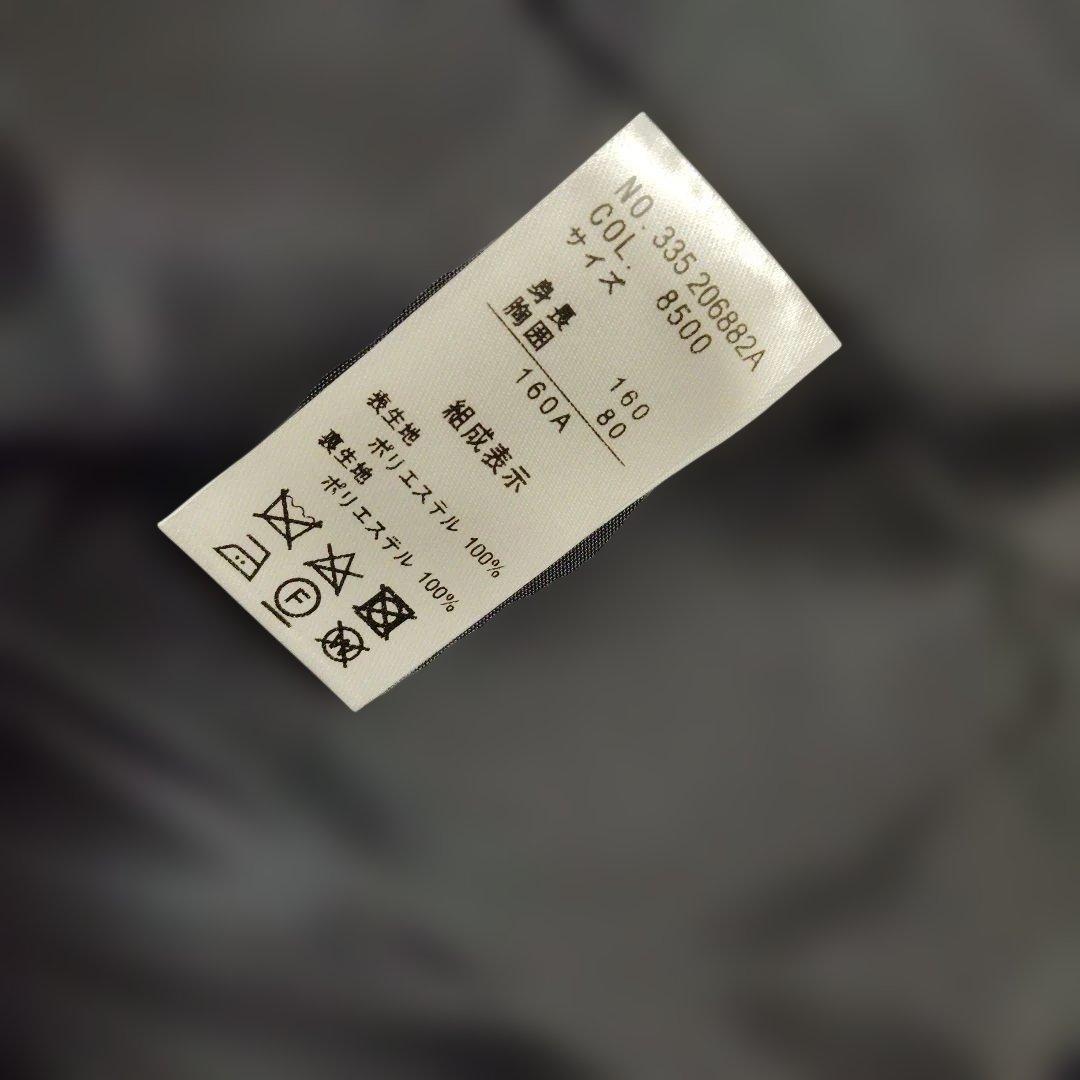 NO. 335 206882A
COL. 8500
サイズ
身長 160
胸囲 80
160A
組成表示
表生地
ポリエステル 100%
裏生地
ポリエステル 100%
F
W